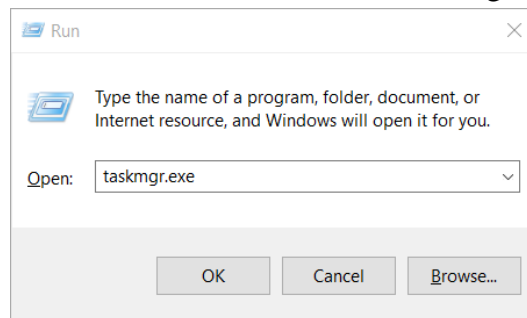 Run
Type the name of a program, folder, document, or
Internet resource, and Windows will open it for you.
Open: taskmgr.exe
OK Cancel Browse...